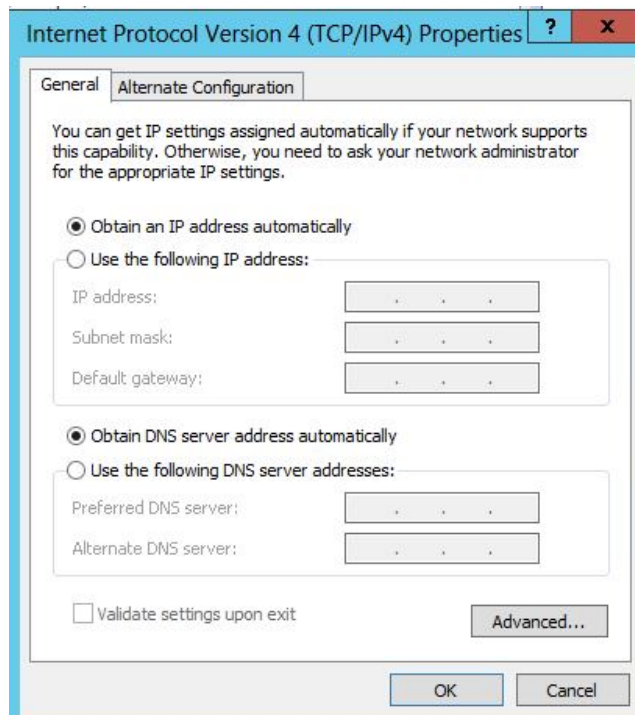 Internet Protocol Version 4 (TCP/IPv4) Properties ? x
General Alternate Configuration
You can get IP settings assigned automatically if your network supports
this capability. Otherwise, you need to ask your network administrator
for the appropriate IP settings.
Obtain an IP address automatically
Use the following IP address:
IP address: . . .
Subnet mask: . . .
Default gateway: . . .
Obtain DNS server address automatically
Use the following DNS server addresses:
Preferred DNS server: . . .
Alternate DNS server: . . .
Validate settings upon exit
Advanced...
OK Cancel